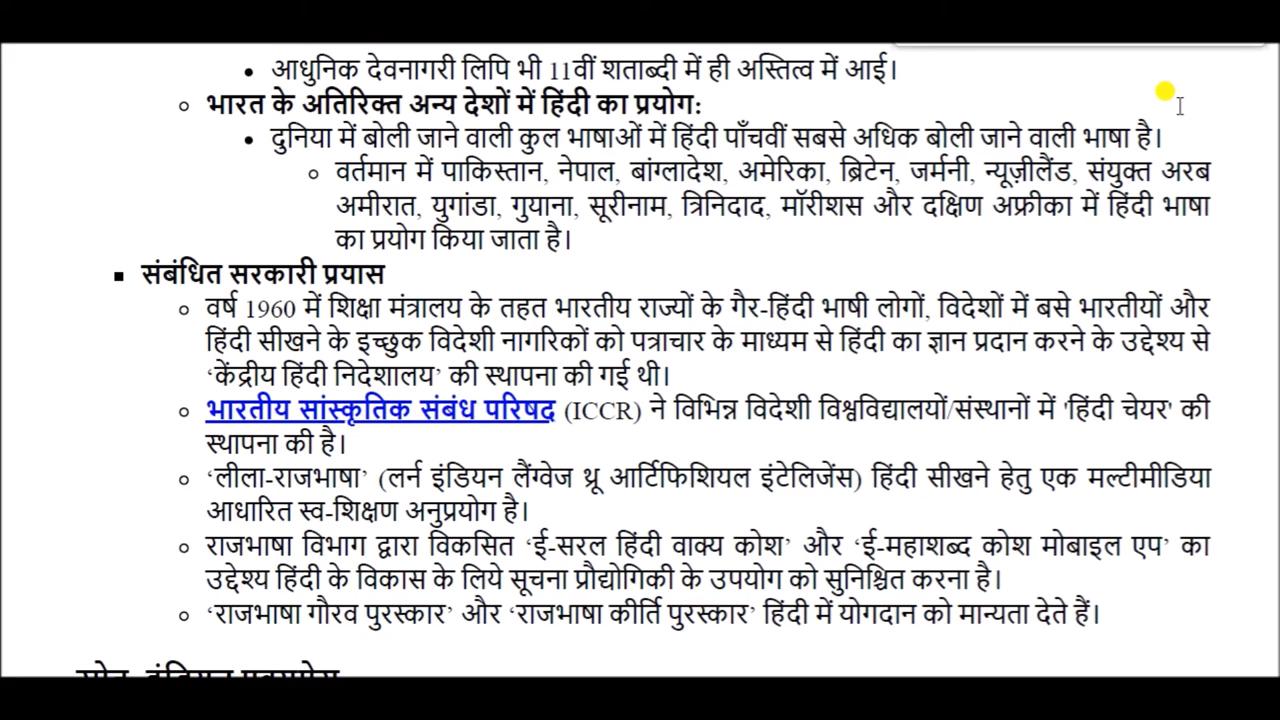 • आधुनिक देवनागरी लिपि भी 11वीं शताब्दी में ही अस्तित्व में आई।
○ भारत के अतिरिक्त अन्य देशों में हिंदी का प्रयोग:
• दुनिया में बोली जाने वाली कुल भाषाओं में हिंदी पाँचवीं सबसे अधिक बोली जाने वाली भाषा है।
○ वर्तमान में पाकिस्तान, नेपाल, बांग्लादेश, अमेरिका, ब्रिटेन, जर्मनी, न्यूज़ीलैंड, संयुक्त अरब
अमीरात, युगांडा, गुयाना, सूरीनाम, त्रिनिदाद, मॉरीशस और दक्षिण अफ्रीका में हिंदी भाषा
का प्रयोग किया जाता है।
▪ संबंधित सरकारी प्रयास
○ वर्ष 1960 में शिक्षा मंत्रालय के तहत भारतीय राज्यों के गैर-हिंदी भाषी लोगों, विदेशों में बसे भारतीयों और
हिंदी सीखने के इच्छुक विदेशी नागरिकों को पत्राचार के माध्यम से हिंदी का ज्ञान प्रदान करने के उद्देश्य से
‘केंद्रीय हिंदी निदेशालय’ की स्थापना की गई थी।
○ भारतीय सांस्कृतिक संबंध परिषद (ICCR) ने विभिन्न विदेशी विश्वविद्यालयों/संस्थानों में 'हिंदी चेयर' की
स्थापना की है।
○ ‘लीला-राजभाषा’ (लर्न इंडियन लैंग्वेज थ्रू आर्टिफिशियल इंटेलिजेंस) हिंदी सीखने हेतु एक मल्टीमीडिया
आधारित स्व-शिक्षण अनुप्रयोग है।
○ राजभाषा विभाग द्वारा विकसित ‘ई-सरल हिंदी वाक्य कोश’ और ‘ई-महाशब्द कोश मोबाइल एप’ का
उद्देश्य हिंदी के विकास के लिये सूचना प्रौद्योगिकी के उपयोग को सुनिश्चित करना है।
○ ‘राजभाषा गौरव पुरस्कार’ और ‘राजभाषा कीर्ति पुरस्कार’ हिंदी में योगदान को मान्यता देते हैं।